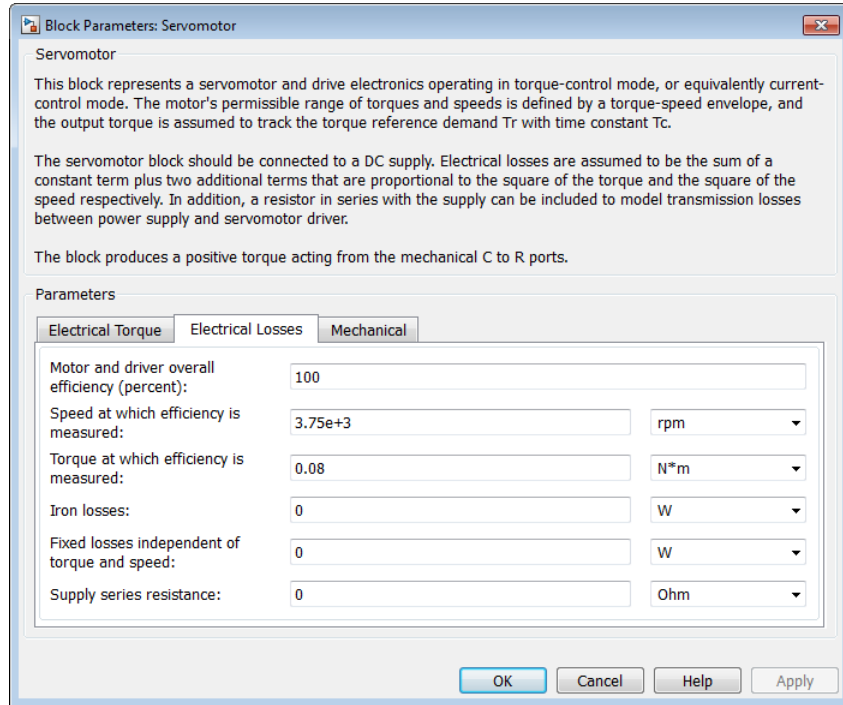 Block Parameters: Servomotor
Servomotor
This block represents a servomotor and drive electronics operating in torque-control mode, or equivalently current-
control mode. The motor's permissible range of torques and speeds is defined by a torque-speed envelope, and
the output torque is assumed to track the torque reference demand Tr with time constant Tc.
The servomotor block should be connected to a DC supply. Electrical losses are assumed to be the sum of a
constant term plus two additional terms that are proportional to the square of the torque and the square of the
speed respectively. In addition, a resistor in series with the supply can be included to model transmission losses
between power supply and servomotor driver.
The block produces a positive torque acting from the mechanical C to R ports.
Parameters
Electrical Torque Electrical Losses Mechanical
Motor and driver overall
efficiency (percent): 100
Speed at which efficiency is
measured: 3.75e+3 rpm
Torque at which efficiency is
measured: 0.08 N*m
Iron losses: 0 W
Fixed losses independent of
torque and speed: 0 W
Supply series resistance: 0 Ohm
OK Cancel Help Apply